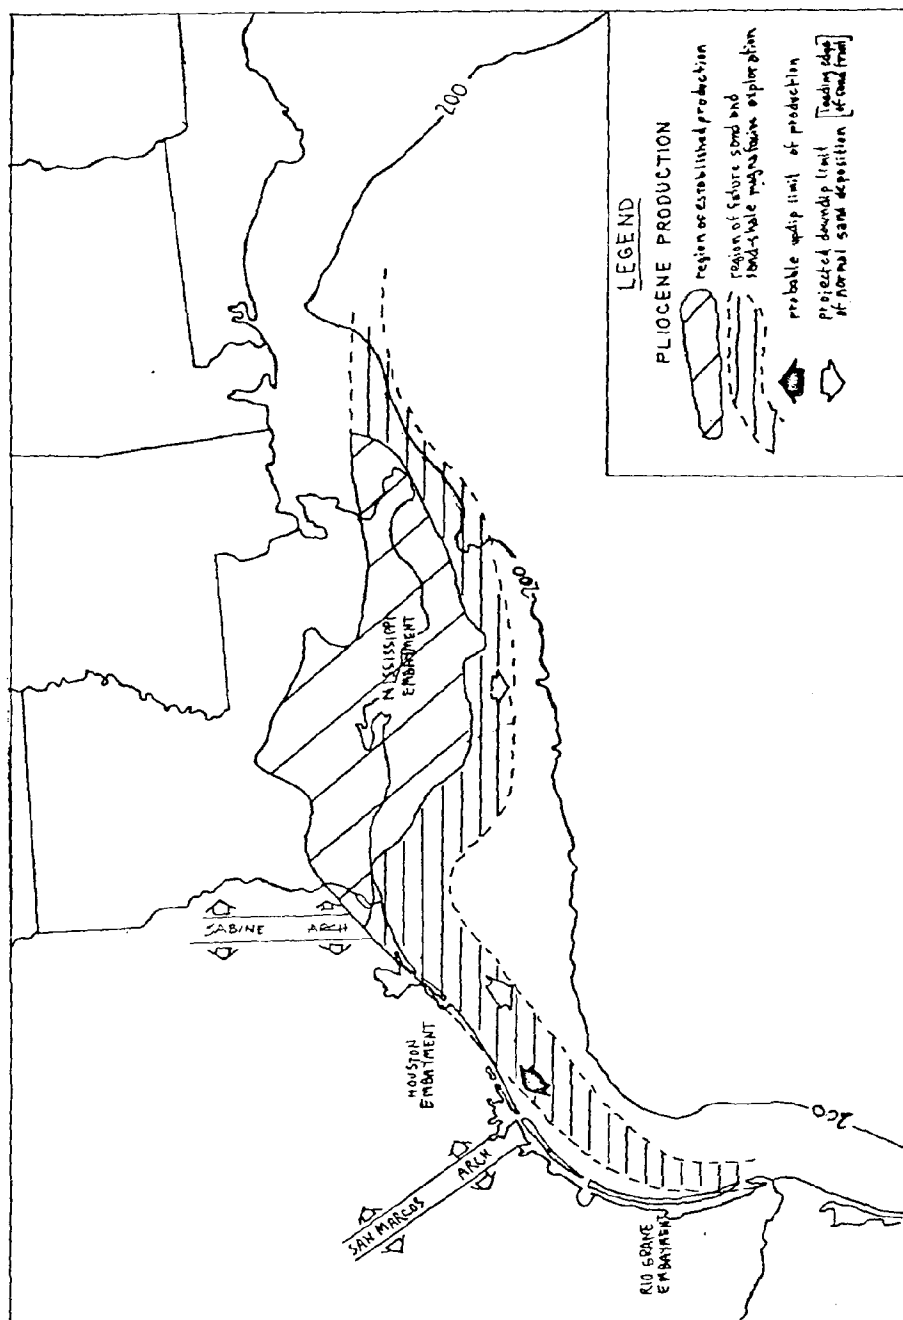 LEGEND
PLIOCENE PRODUCTION
region of established production
region of future sand and
sand-shale magnafacies exploration
probable updip limit of production
projected downdip limit [leading edge
of normal sand deposition of sand front]
200
200
200
MISSISSIPPI
EMBAYMENT
SABINE ARCH
HOUSTON
EMBAYMENT
SAN MARCOS ARCH
RIO GRANE
EMBAYMENT